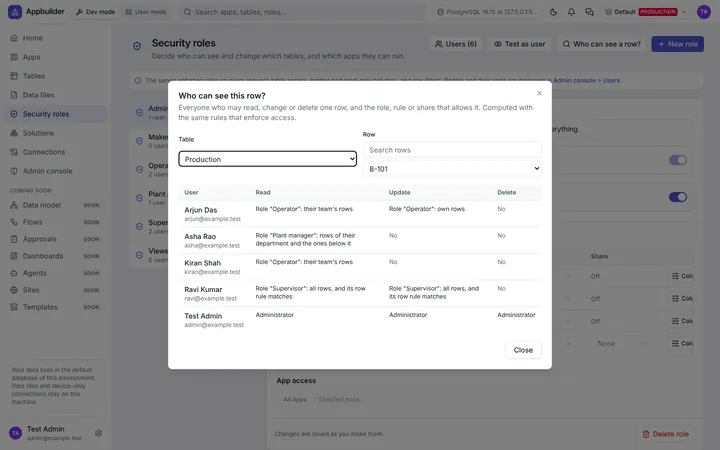 Appbuilder
Dev mode
User mode
Search apps, tables, roles...
PostgreSQL 16.13 at 127.0.0.1:5...
Default
PRODUCTION
TA
Home
Apps
Tables
Data files
Security roles
Solutions
Connections
Admin console
COMING SOON
Data model SOON
Flows SOON
Approvals SOON
Dashboards SOON
Agents SOON
Sites SOON
Templates SOON
Your data lives in the default
database of this environment.
Data files and device-only
connections stay on this
machine.
TA
Test Admin
admin@example.test
Security roles
Decide who can see and change which tables, and which apps they can run.
Users (6)
Test as user
Who can see a row?
New role
Admin console > Users.
Who can see this row?
Everyone who may read, change or delete one row, and the role, rule or share that allows it. Computed with
the same rules that enforce access.
Table
Production
Row
Search rows
B-101
User Read Update Delete
Arjun Das
arjun@example.test
Role "Operator": their team's rows
Role "Operator": own rows
No
Asha Rao
asha@example.test
Role "Plant manager": rows of their
department and the ones below it
No
No
Kiran Shah
kiran@example.test
Role "Operator": their team's rows
No
No
Ravi Kumar
ravi@example.test
Role "Supervisor": all rows, and its row
rule matches
Role "Supervisor": all rows, and
its row rule matches
No
Test Admin
admin@example.test
Administrator
Administrator
Administrator
Close
erything.
Share
Off
Off
Off
None
App access
All apps
Selected apps
Changes are saved as you make them.
Delete role